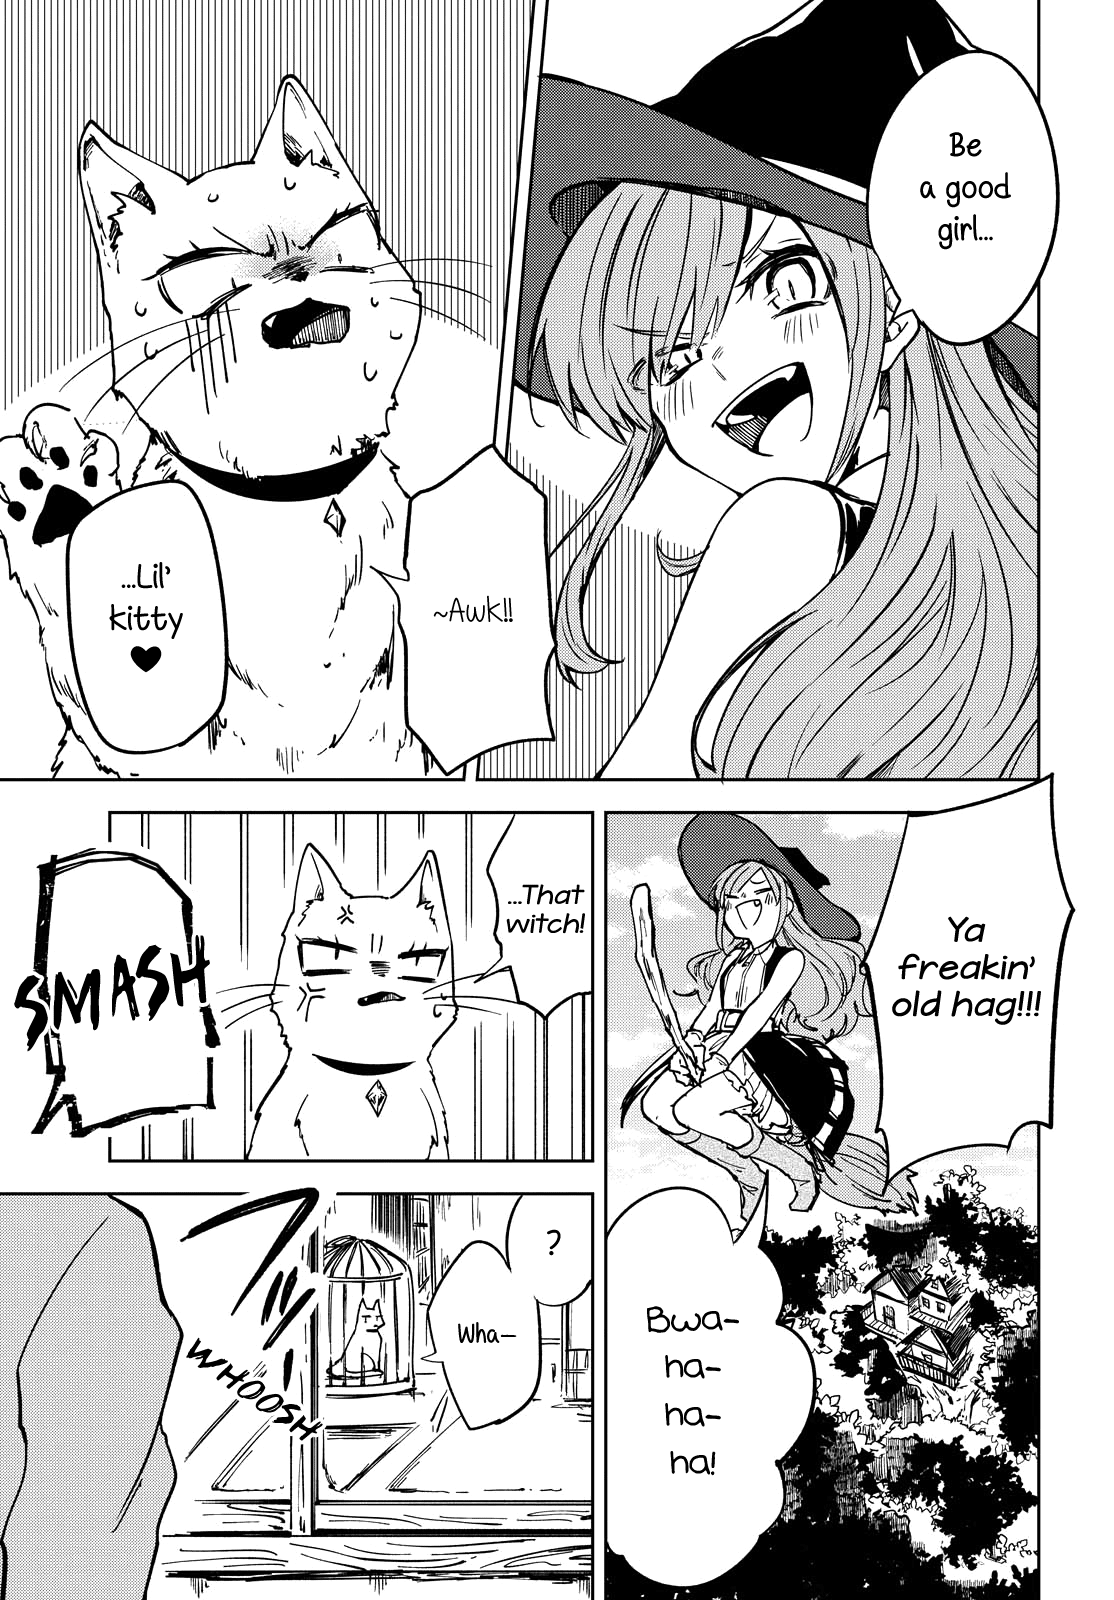 Be
a good
girl...
...Lil'
kitty
♥
~Awk!!
Ya
freakin'
old hag!!!
Bwa-
ha-
ha-
ha!
...That
witch!
SMASH
?
Wha-
WHOOSH